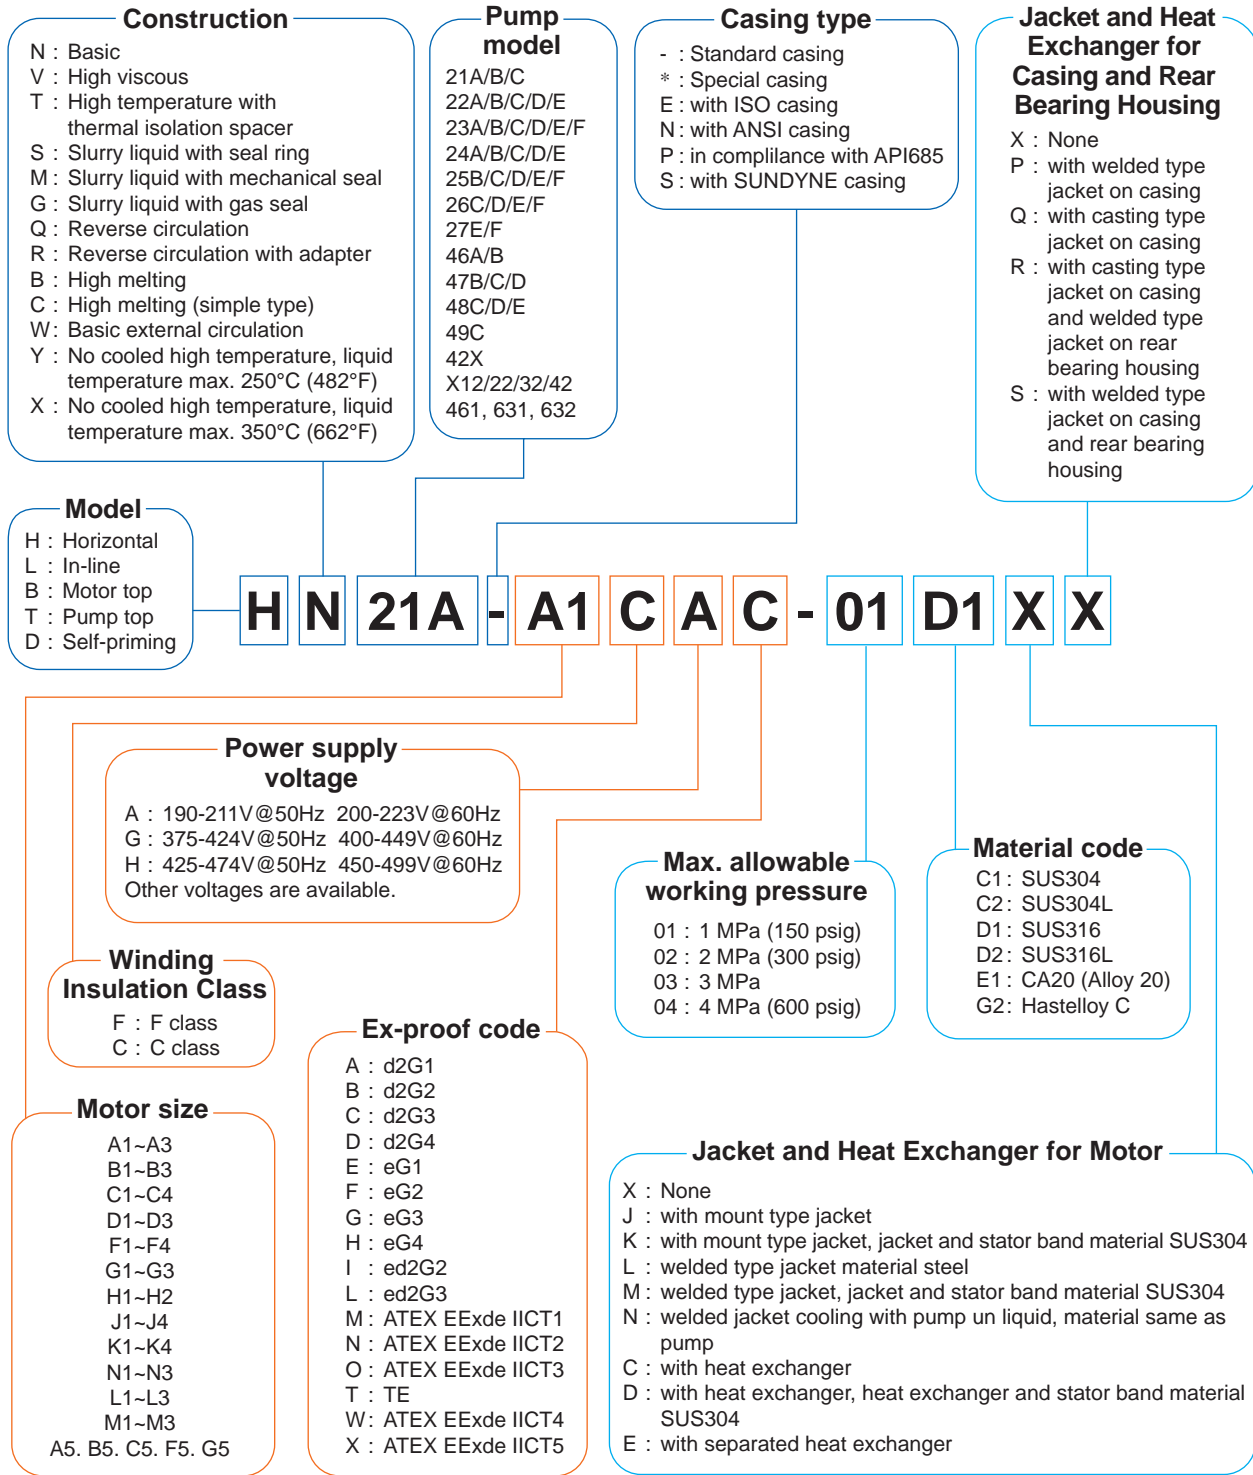 Construction
N : Basic
V : High viscous
T : High temperature with
thermal isolation spacer
S : Slurry liquid with seal ring
M : Slurry liquid with mechanical seal
G : Slurry liquid with gas seal
Q : Reverse circulation
R : Reverse circulation with adapter
B : High melting
C : High melting (simple type)
W : Basic external circulation
Y : No cooled high temperature, liquid
temperature max. 250°C (482°F)
X : No cooled high temperature, liquid
temperature max. 350°C (662°F)
Pump
model
21A/B/C
22A/B/C/D/E
23A/B/C/D/E/F
24A/B/C/D/E
25B/C/D/E/F
26C/D/E/F
27E/F
46A/B
47B/C/D
48C/D/E
49C
42X
X12/22/32/42
461, 631, 632
Casing type
- : Standard casing
* : Special casing
E : with ISO casing
N : with ANSI casing
P : in complilance with API685
S : with SUNDYNE casing
Jacket and Heat
Exchanger for
Casing and Rear
Bearing Housing
X : None
P : with welded type
jacket on casing
Q : with casting type
jacket on casing
R : with casting type
jacket on casing
and welded type
jacket on rear
bearing housing
S : with welded type
jacket on casing
and rear bearing
housing
Model
H : Horizontal
L : In-line
B : Motor top
T : Pump top
D : Self-priming
H N 21A - A1 C A C - 01 D1 X X
Power supply
voltage
A : 190-211V@50Hz 200-223V@60Hz
G : 375-424V@50Hz 400-449V@60Hz
H : 425-474V@50Hz 450-499V@60Hz
Other voltages are available.
Winding
Insulation Class
F : F class
C : C class
Motor size
A1~A3
B1~B3
C1~C4
D1~D3
F1~F4
G1~G3
H1~H2
J1~J4
K1~K4
N1~N3
L1~L3
M1~M3
A5. B5. C5. F5. G5
Ex-proof code
A : d2G1
B : d2G2
C : d2G3
D : d2G4
E : eG1
F : eG2
G : eG3
H : eG4
I : ed2G2
L : ed2G3
M : ATEX EExde IICT1
N : ATEX EExde IICT2
O : ATEX EExde IICT3
T : TE
W : ATEX EExde IICT4
X : ATEX EExde IICT5
Max. allowable
working pressure
01 : 1 MPa (150 psig)
02 : 2 MPa (300 psig)
03 : 3 MPa
04 : 4 MPa (600 psig)
Material code
C1 : SUS304
C2 : SUS304L
D1 : SUS316
D2 : SUS316L
E1 : CA20 (Alloy 20)
G2 : Hastelloy C
Jacket and Heat Exchanger for Motor
X : None
J : with mount type jacket
K : with mount type jacket, jacket and stator band material SUS304
L : welded type jacket material steel
M : welded type jacket, jacket and stator band material SUS304
N : welded jacket cooling with pump un liquid, material same as
pump
C : with heat exchanger
D : with heat exchanger, heat exchanger and stator band material
SUS304
E : with separated heat exchanger